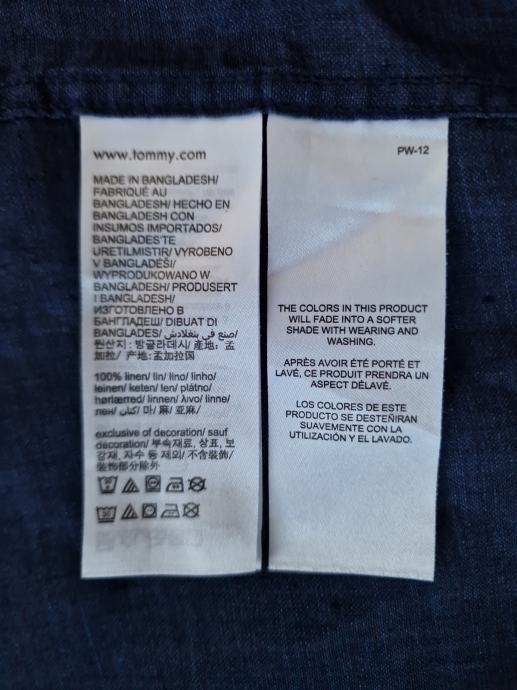 www.tommy.com
MADE IN BANGLADESH/
FABRIQUÉ AU
BANGLADESH/ HECHO EN
BANGLADESH CON
INSUMOS IMPORTADOS/
BANGLADEŞ'TE
URETILMISTIR/ VYROBENO
V BANGLADÉŠI/
WYPRODUKOWANO W
BANGLADESH/ PRODUSERT
I BANGLADESH/
ИЗГОТОВЛЕНО В
БАНГЛАДЕШ/ DIBUAT DI
BANGLADES/ صنع في بنغلادش/
원산지: 방글라데시/ 產地: 孟
加拉/ 产地:孟加拉国
100% linen/ lin/ lino/ linho/
leinen/ keten/ len/ plátno/
hørlærred/ linnen/ λινο/ linne/
лен/ كتان/ 마/ 麻/ 亚麻/
exclusive of decoration/ sauf
décoration/ 부속재료, 상표, 보
강재, 자수 등 제외/ 不含裝飾/
装饰部分除外
PW-12
THE COLORS IN THIS PRODUCT
WILL FADE INTO A SOFTER
SHADE WITH WEARING AND
WASHING.
APRÈS AVOIR ÉTÉ PORTÉ ET
LAVÉ, CE PRODUIT PRENDRA UN
ASPECT DÉLAVÉ.
LOS COLORES DE ESTE
PRODUCTO SE DESTEÑIRAN
SUAVEMENTE CON LA
UTILIZACIÓN Y EL LAVADO.